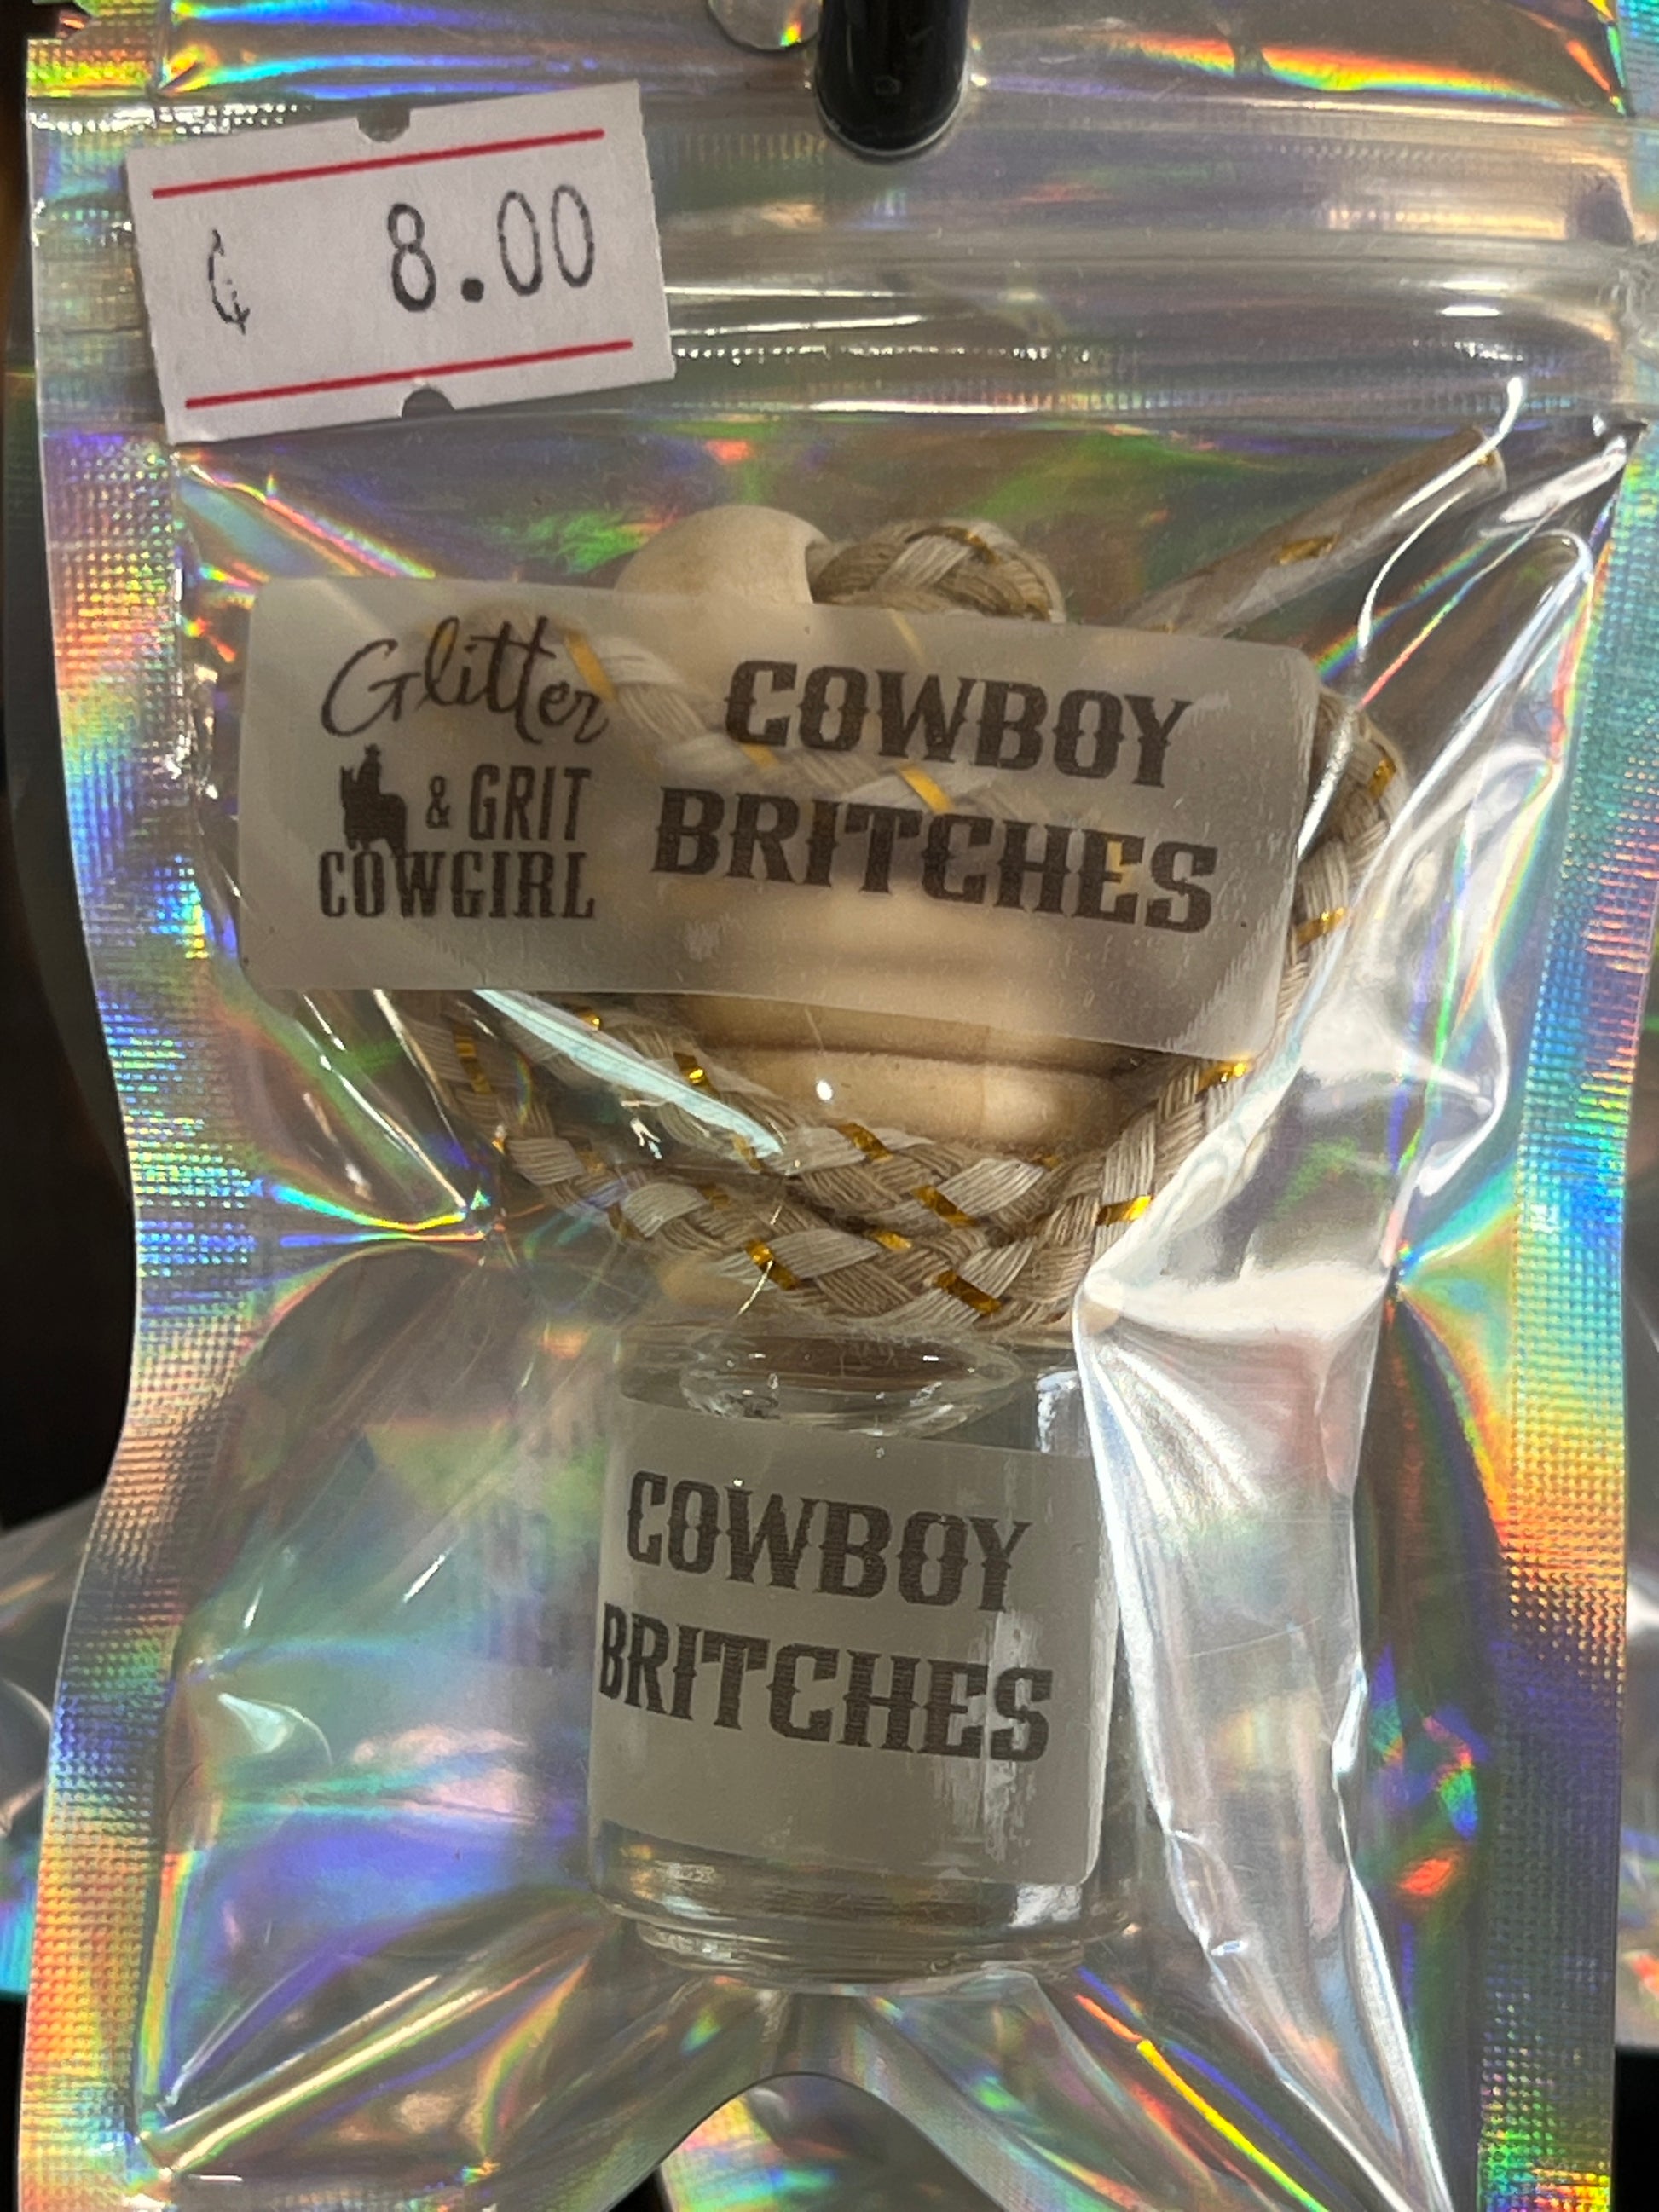 ¢ 8.00
Glitter
& GRIT
COWGIRL
COWBOY
BRITCHES
COWBOY
BRITCHES